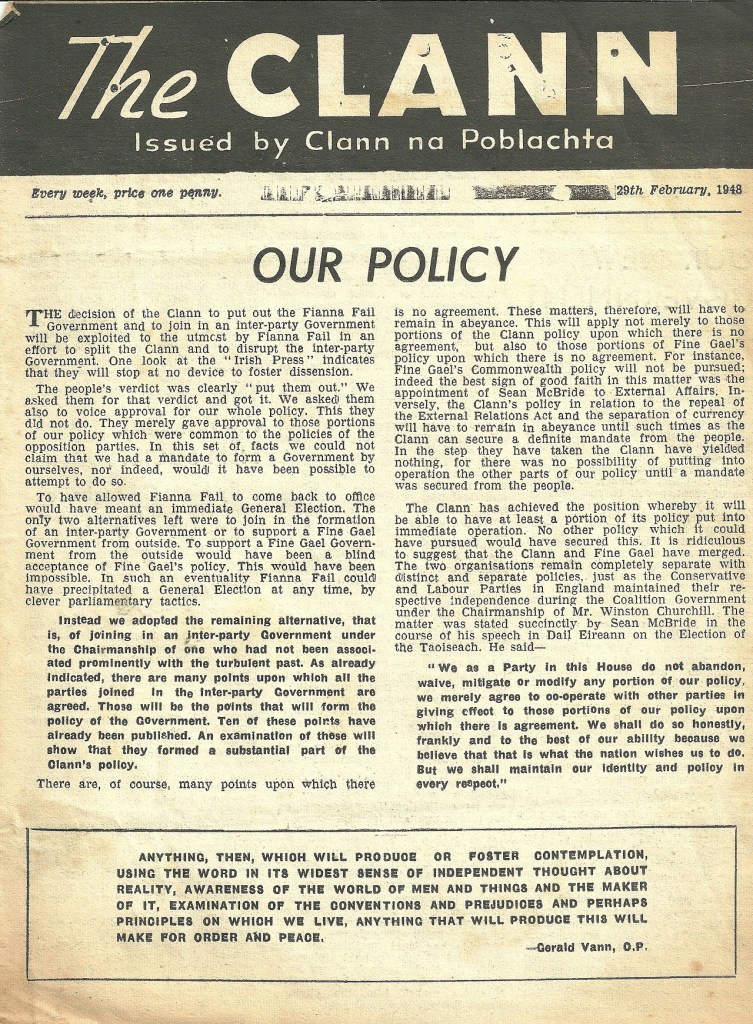 The CLANN
Issued by Clann na Poblachta
Every week, price one penny.
29th February, 1948
OUR POLICY
THE decision of the Clann to put out the Fianna Fail
Government and to join in an inter-party Government
will be exploited to the utmost by Fianna Fail in an
effort to split the Clann and to disrupt the inter-party
Government. One look at the "Irish Press" indicates
that they will stop at no device to foster dissension.
The people's verdict was clearly "put them out." We
asked them for that verdict and got it. We asked them
also to voice approval for our whole policy. This they
did not do. They merely gave approval to those portions
of our policy which were common to the policies of the
opposition parties. In this set of facts we could not
claim that we had a mandate to form a Government by
ourselves, nor indeed, would it have been possible to
attempt to do so.
To have allowed Fianna Fail to come back to office
would have meant an immediate General Election. The
only two alternatives left were to join in the formation
of an inter-party Government or to support a Fine Gael
Government from outside. To support a Fine Gael Govern-
ment from the outside would have been a blind
acceptance of Fine Gael's policy. This would have been
impossible. In such an eventuality Fianna Fail could
have precipitated a General Election at any time, by
clever parliamentary tactics.
Instead we adopted the remaining alternative, that
is, of joining in an inter-party Government under
the Chairmanship of one who had not been associ-
ated prominently with the turbulent past. As already
indicated, there are many points upon which all the
parties joined in the Inter-party Government are
agreed. Those will be the points that will form the
policy of the Government. Ten of these points have
already been published. An examination of these will
show that they formed a substantial part of the
Clann's policy.
There are, of course, many points upon which there
is no agreement. These matters, therefore, will have to
remain in abeyance. This will apply not merely to those
portions of the Clann policy upon which there is no
agreement, but also to those portions of Fine Gael's
policy upon which there is no agreement. For instance,
Fine Gael's Commonwealth policy will not be pursued;
indeed the best sign of good faith in this matter was the
appointment of Sean McBride to External Affairs. In-
versely, the Clann's policy in relation to the repeal of
the External Relations Act and the separation of currency
will have to remain in abeyance until such times as the
Clann can secure a definite mandate from the people.
In the step they have taken the Clann have yielded
nothing, for there was no possibility of putting into
operation the other parts of our policy until a mandate
was secured from the people.
The Clann has achieved the position whereby it will
be able to have at least a portion of its policy put into
immediate operation. No other policy which it could
have pursued would have secured this. It is ridiculous
to suggest that the Clann and Fine Gael have merged.
The two organisations remain completely separate with
distinct and separate policies, just as the Conservative
and Labour Parties in England maintained their re-
spective independence during the Coalition Government
under the Chairmanship of Mr. Winston Churchill. The
matter was stated succinctly by Sean McBride in the
course of his speech in Dail Eireann on the Election of
the Taoiseach. He said—
"We as a Party in this House do not abandon,
waive, mitigate or modify any portion of our policy,
we merely agree to co-operate with other parties in
giving effect to those portions of our policy upon
which there is agreement. We shall do so honestly,
frankly and to the best of our ability because we
believe that that is what the nation wishes us to do.
But we shall maintain our identity and policy in
every respect."
ANYTHING, THEN, WHICH WILL PRODUCE OR FOSTER CONTEMPLATION,
USING THE WORD IN ITS WIDEST SENSE OF INDEPENDENT THOUGHT ABOUT
REALITY, AWARENESS OF THE WORLD OF MEN AND THINGS AND THE MAKER
OF IT, EXAMINATION OF THE CONVENTIONS AND PREJUDICES AND PERHAPS
PRINCIPLES ON WHICH WE LIVE, ANYTHING THAT WILL PRODUCE THIS WILL
MAKE FOR ORDER AND PEACE.
—Gerald Vann, O.P.